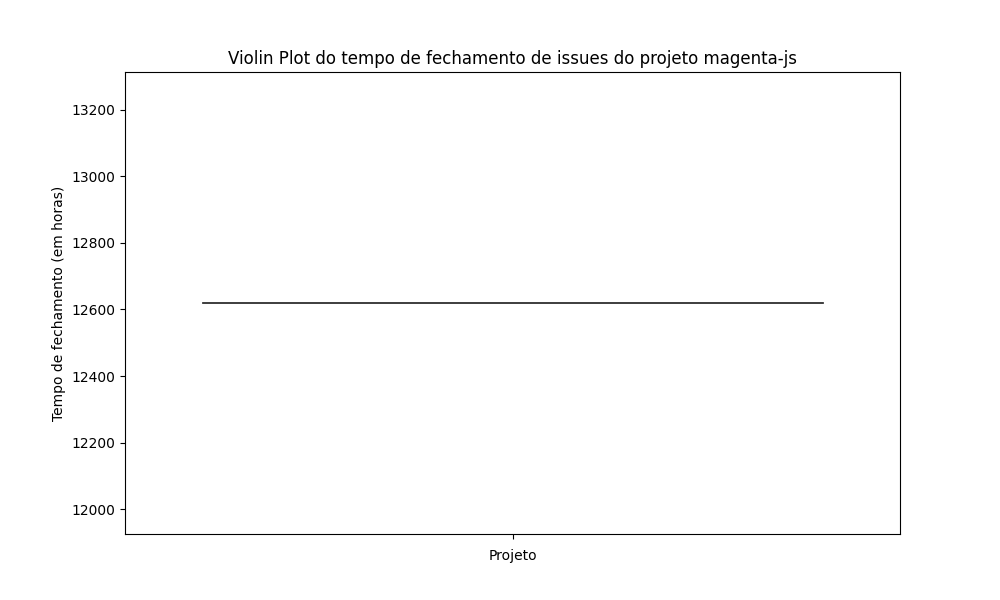 Violin Plot do tempo de fechamento de issues do projeto magenta-js
13200
13000
12800
12600
12400
12200
12000
Tempo de fechamento (em horas)
Projeto